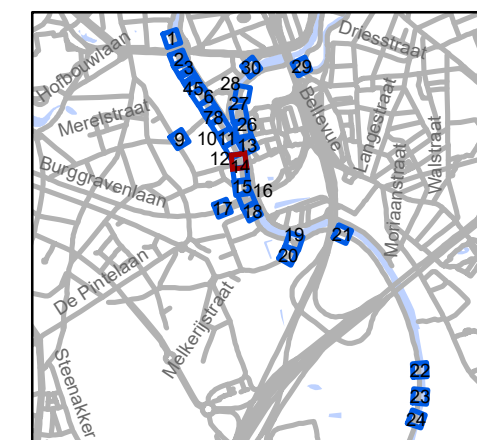 1
2
3
4
5
6
7
8
9
10
11
12
13
14
15
16
17
18
19
20
21
22
23
24
26
27
28
29
30
Hofbouwlaan
Merelstraat
Burggravenlaan
De Pintelaan
Melkerijstraat
Steenakker
Bellevue
Driesstraat
Langestraat
Walstraat
Moriaanstraat